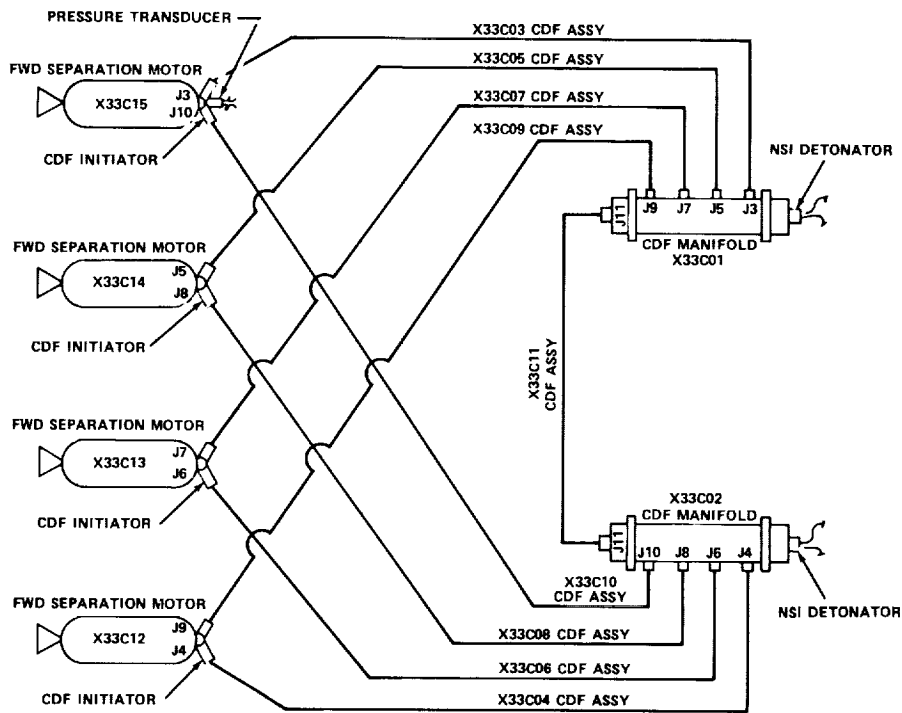 PRESSURE TRANSDUCER
X33C03 CDF ASSY
X33C05 CDF ASSY
X33C07 CDF ASSY
X33C09 CDF ASSY
FWD SEPARATION MOTOR
X33C15
J3
J10
CDF INITIATOR
NSI DETONATOR
J11
J9
J7
J5
J3
CDF MANIFOLD
X33C01
FWD SEPARATION MOTOR
X33C14
J5
J8
CDF INITIATOR
X33C11
CDF ASSY
FWD SEPARATION MOTOR
X33C13
J7
J6
CDF INITIATOR
X33C02
CDF MANIFOLD
J11
J10
J8
J6
J4
NSI DETONATOR
X33C10
CDF ASSY
FWD SEPARATION MOTOR
X33C12
J9
J4
CDF INITIATOR
X33C08 CDF ASSY
X33C06 CDF ASSY
X33C04 CDF ASSY